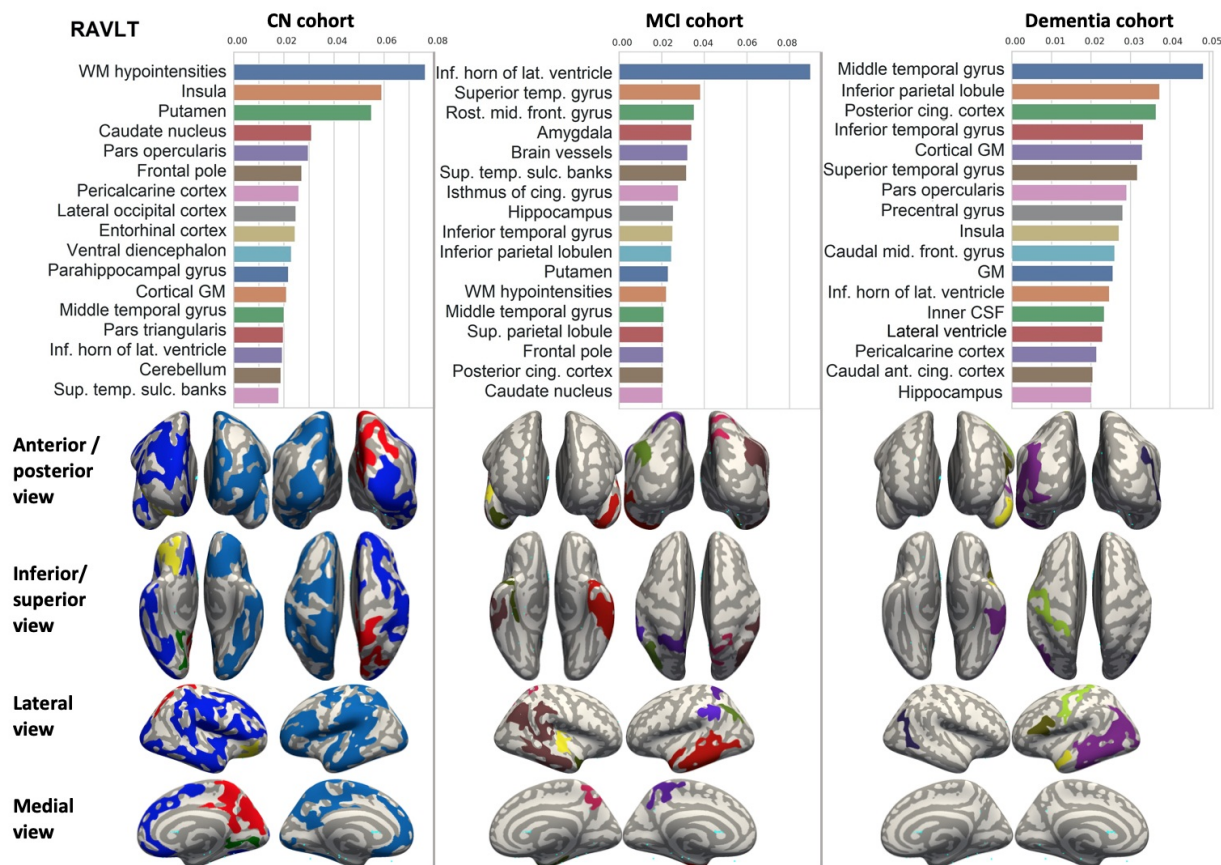 RAVLT
CN cohort
0.00 0.02 0.04 0.06 0.08
WM hypointensities
Insula
Putamen
Caudate nucleus
Pars opercularis
Frontal pole
Pericalcarine cortex
Lateral occipital cortex
Entorhinal cortex
Ventral diencephalon
Parahippocampal gyrus
Cortical GM
Middle temporal gyrus
Pars triangularis
Inf. horn of lat. ventricle
Cerebellum
Sup. temp. sulc. banks
MCI cohort
0.00 0.02 0.04 0.06 0.08
Inf. horn of lat. ventricle
Superior temp. gyrus
Rost. mid. front. gyrus
Amygdala
Brain vessels
Sup. temp. sulc. banks
Isthmus of cing. gyrus
Hippocampus
Inferior temporal gyrus
Inferior parietal lobulen
Putamen
WM hypointensities
Middle temporal gyrus
Sup. parietal lobule
Frontal pole
Posterior cing. cortex
Caudate nucleus
Dementia cohort
0.00 0.01 0.02 0.03 0.04 0.05
Middle temporal gyrus
Inferior parietal lobule
Posterior cing. cortex
Inferior temporal gyrus
Cortical GM
Superior temporal gyrus
Pars opercularis
Precentral gyrus
Insula
Caudal mid. front. gyrus
GM
Inf. horn of lat. ventricle
Inner CSF
Lateral ventricle
Pericalcarine cortex
Caudal ant. cing. cortex
Hippocampus
Anterior /
posterior
view
Inferior/
superior
view
Lateral
view
Medial
view